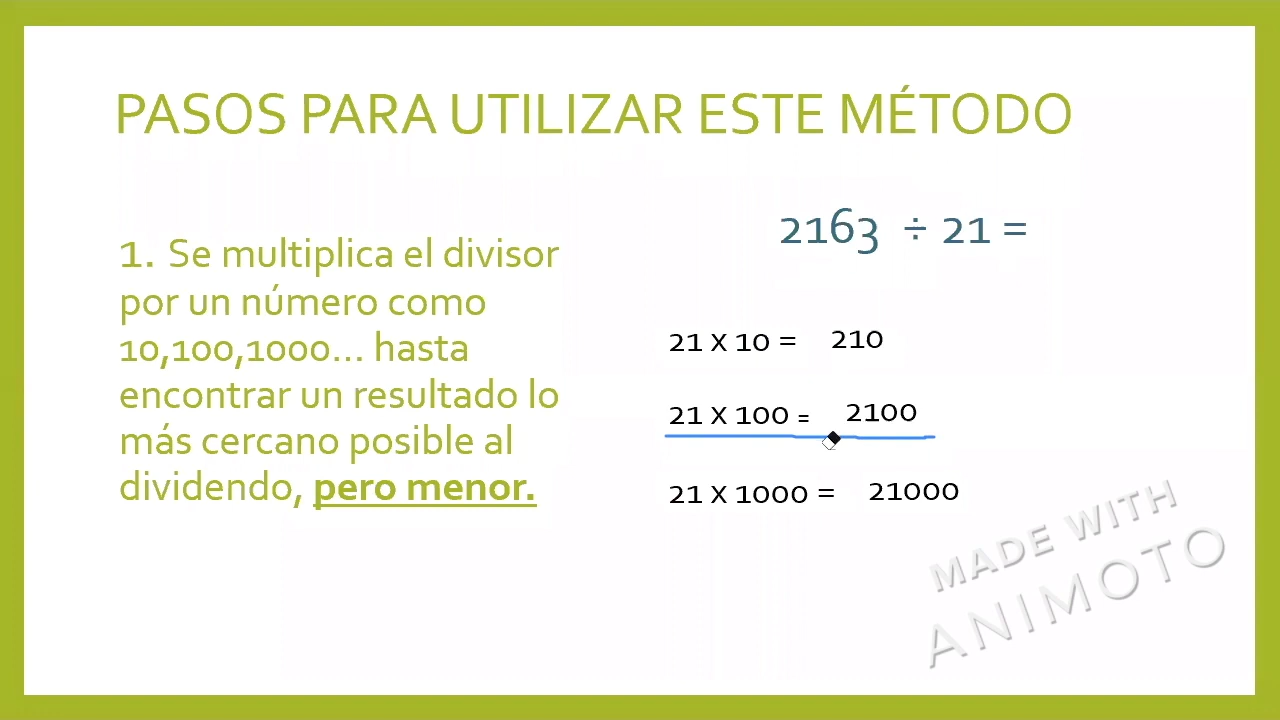 PASOS PARA UTILIZAR ESTE MÉTODO
2163 ÷ 21 =
1. Se multiplica el divisor
por un número como
10,100,1000... hasta
encontrar un resultado lo
más cercano posible al
dividendo, pero menor.
21 X 10 = 210
21 X 100 = 2100
21 X 1000 = 21000
MADE WITH
ANIMOTO